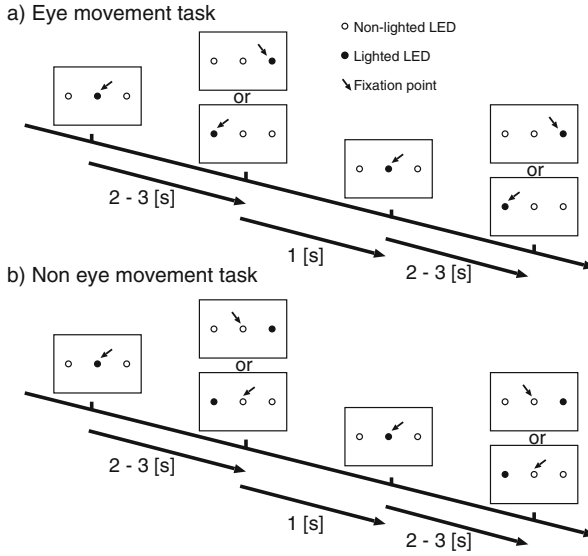 a) Eye movement task
Non-lighted LED
Lighted LED
Fixation point
or
or
2 - 3 [s]
1 [s]
2 - 3 [s]
b) Non eye movement task
or
or
2 - 3 [s]
1 [s]
2 - 3 [s]